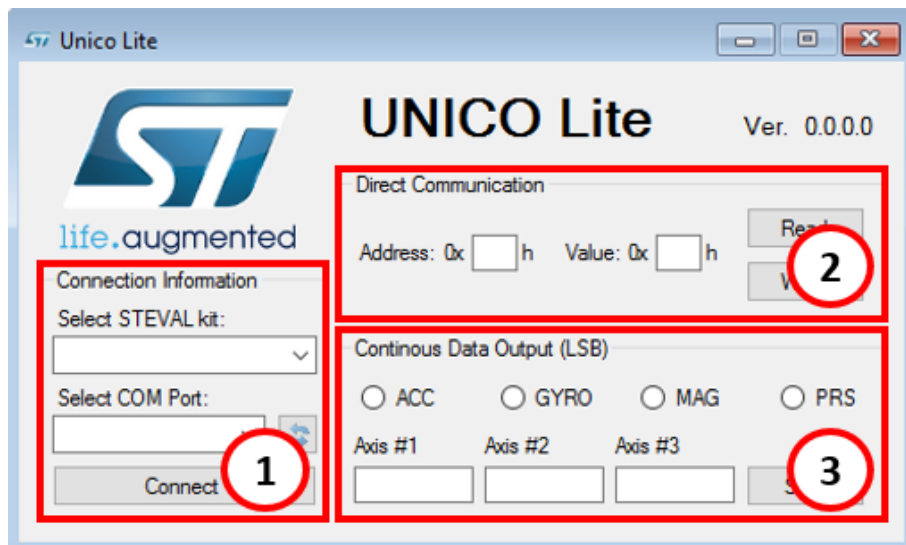 Unico Lite
ST
life.augmented
UNICO Lite
Ver. 0.0.0.0
Connection Information
Select STEVAL kit:
Select COM Port:
Connect
1
Direct Communication
Address: 0x h Value: 0x h
2
Continous Data Output (LSB)
ACC GYRO MAG PRS
Axis #1 Axis #2 Axis #3
3